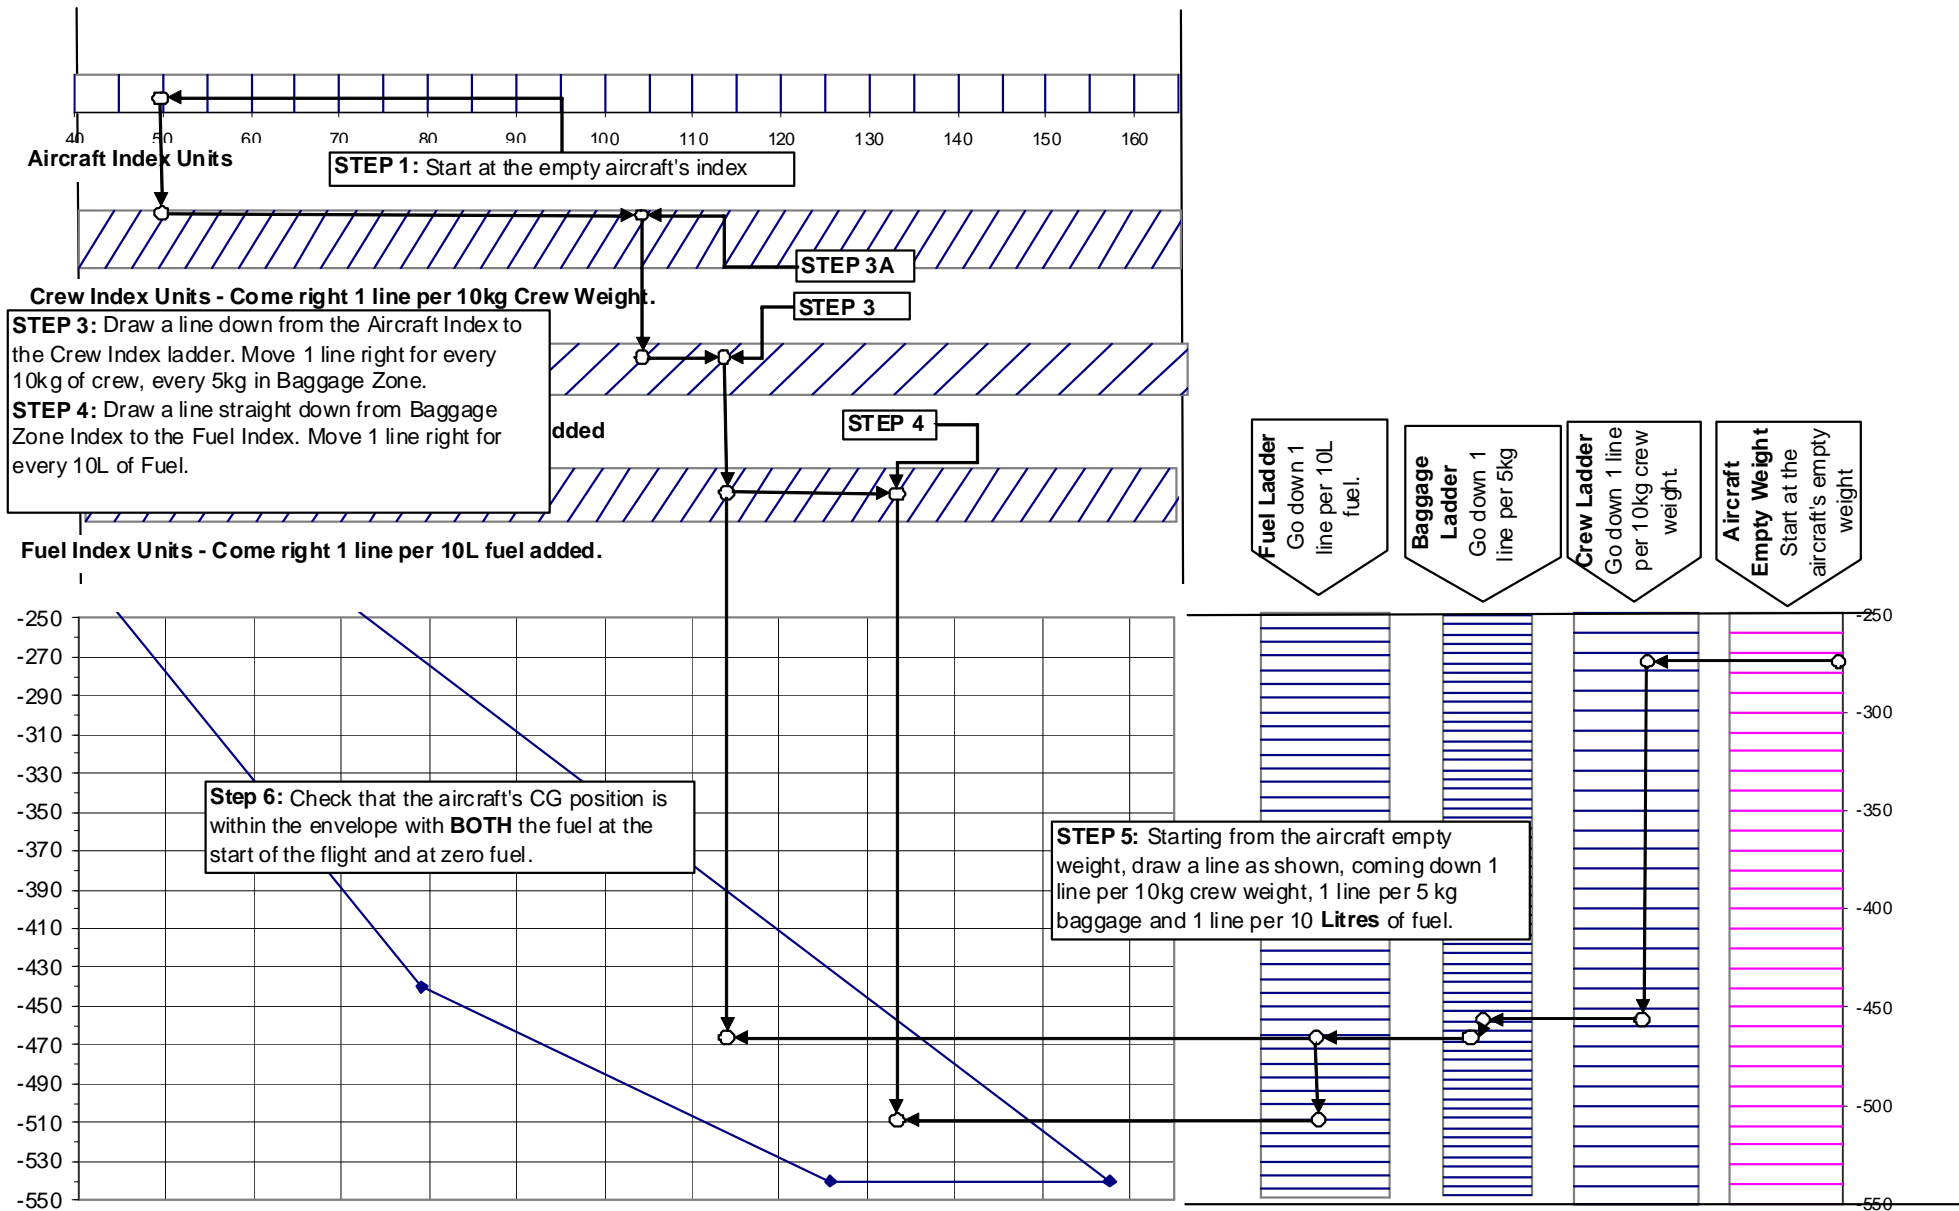 40 50 60 70 80 90 100 110 120 130 140 150 160
Aircraft Index Units
STEP 1: Start at the empty aircraft's index
STEP 3A
Crew Index Units - Come right 1 line per 10kg Crew Weight.
STEP 3
STEP 3: Draw a line down from the Aircraft Index to
the Crew Index ladder. Move 1 line right for every
10kg of crew, every 5kg in Baggage Zone.
STEP 4: Draw a line straight down from Baggage
Zone Index to the Fuel Index. Move 1 line right for
every 10L of Fuel.
dded
STEP 4
Fuel Index Units - Come right 1 line per 10L fuel added.
Fuel Ladder
Go down 1
line per 10L
fuel.
Baggage
Ladder
Go down 1
line per 5kg
Crew Ladder
Go down 1 line
per 10kg crew
weight.
Aircraft
Empty Weight
Start at the
aircraft's empty
weight
-250
-270
-290
-310
-330
-350
-370
-390
-410
-430
-450
-470
-490
-510
-530
-550
Step 6: Check that the aircraft's CG position is
within the envelope with BOTH the fuel at the
start of the flight and at zero fuel.
STEP 5: Starting from the aircraft empty
weight, draw a line as shown, coming down 1
line per 10kg crew weight, 1 line per 5 kg
baggage and 1 line per 10 Litres of fuel.
-250
-300
-350
-400
-450
-500
-550